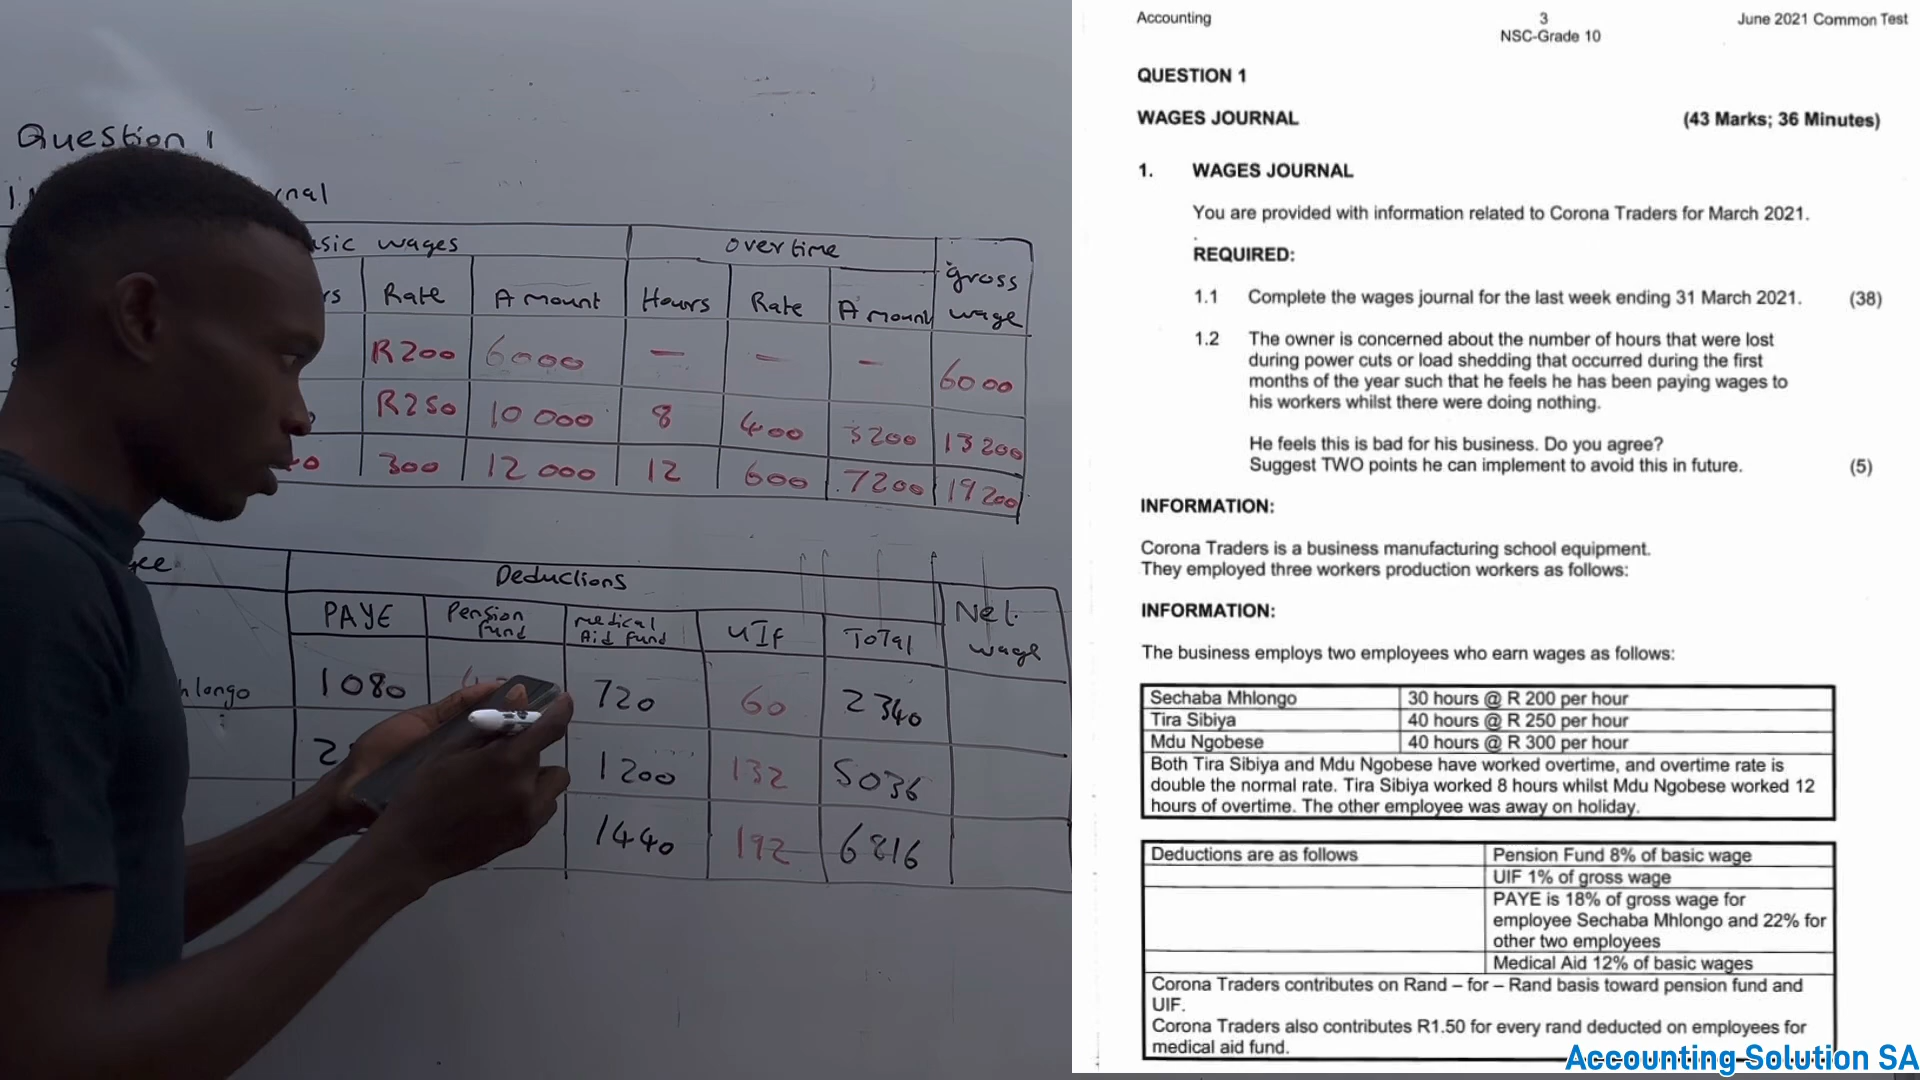 Question 1
nal
sic wages
overtime
gross wage
rs
Rate
Amount
Hours
Rate
Amount
R200
6000
—
—
-
6000
R250
10 000
8
400
3200
13200
300
12 000
12
600
7200
19200
ee
Deductions
Net wage
PAYE
Pension fund
medical Aid fund
UIf
ToTal
hlongo
1080
720
60
2340
1200
132
5036
1440
192
6816
Accounting
3
June 2021 Common Test
NSC-Grade 10
QUESTION 1
WAGES JOURNAL
(43 Marks; 36 Minutes)
1. WAGES JOURNAL
You are provided with information related to Corona Traders for March 2021.
REQUIRED:
1.1 Complete the wages journal for the last week ending 31 March 2021. (38)
1.2 The owner is concerned about the number of hours that were lost
during power cuts or load shedding that occurred during the first
months of the year such that he feels he has been paying wages to
his workers whilst there were doing nothing.
He feels this is bad for his business. Do you agree?
Suggest TWO points he can implement to avoid this in future. (5)
INFORMATION:
Corona Traders is a business manufacturing school equipment.
They employed three workers production workers as follows:
INFORMATION:
The business employs two employees who earn wages as follows:
Sechaba Mhlongo 30 hours @ R 200 per hour
Tira Sibiya 40 hours @ R 250 per hour
Mdu Ngobese 40 hours @ R 300 per hour
Both Tira Sibiya and Mdu Ngobese have worked overtime, and overtime rate is
double the normal rate. Tira Sibiya worked 8 hours whilst Mdu Ngobese worked 12
hours of overtime. The other employee was away on holiday.
Deductions are as follows Pension Fund 8% of basic wage
UIF 1% of gross wage
PAYE is 18% of gross wage for
employee Sechaba Mhlongo and 22% for
other two employees
Medical Aid 12% of basic wages
Corona Traders contributes on Rand – for – Rand basis toward pension fund and
UIF.
Corona Traders also contributes R1.50 for every rand deducted on employees for
medical aid fund.
Accounting Solution SA